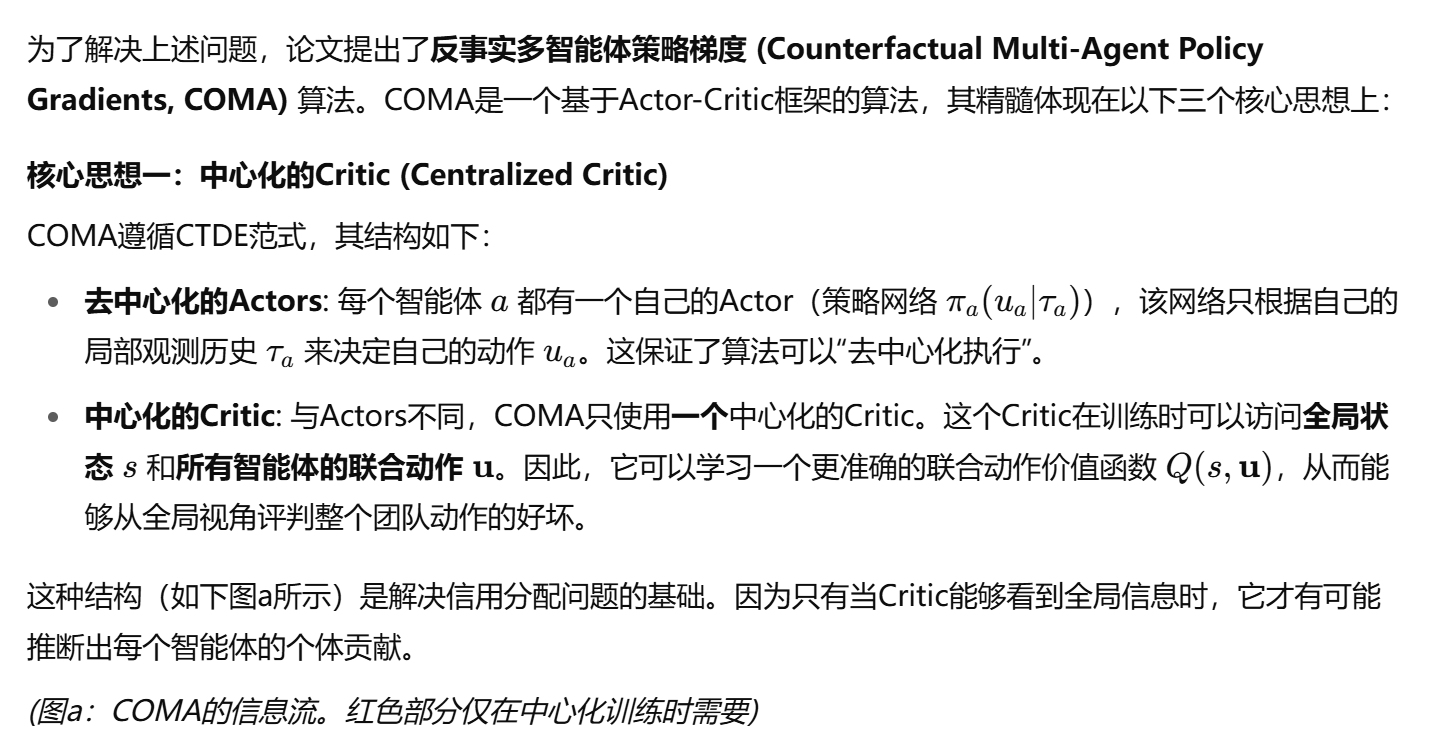 为了解决上述问题，论文提出了反事实多智能体策略梯度 (Counterfactual Multi-Agent Policy
Gradients, COMA) 算法。COMA是一个基于Actor-Critic框架的算法，其精髓体现在以下三个核心思想上：
核心思想一：中心化的Critic (Centralized Critic)
COMA遵循CTDE范式，其结构如下：
• 去中心化的Actors: 每个智能体 a 都有一个自己的Actor（策略网络 πₐ(uₐ|τₐ)），该网络只根据自己的
局部观测历史 τₐ 来决定自己的动作 uₐ。这保证了算法可以“去中心化执行”。
• 中心化的Critic: 与Actors不同，COMA只使用一个中心化的Critic。这个Critic在训练时可以访问全局状
态 s 和所有智能体的联合动作 u。因此，它可以学习一个更准确的联合动作价值函数 Q(s, u)，从而能
够从全局视角评判整个团队动作的好坏。
这种结构（如下图a所示）是解决信用分配问题的基础。因为只有当Critic能够看到全局信息时，它才有可能
推断出每个智能体的个体贡献。
(图a：COMA的信息流。红色部分仅在中心化训练时需要)